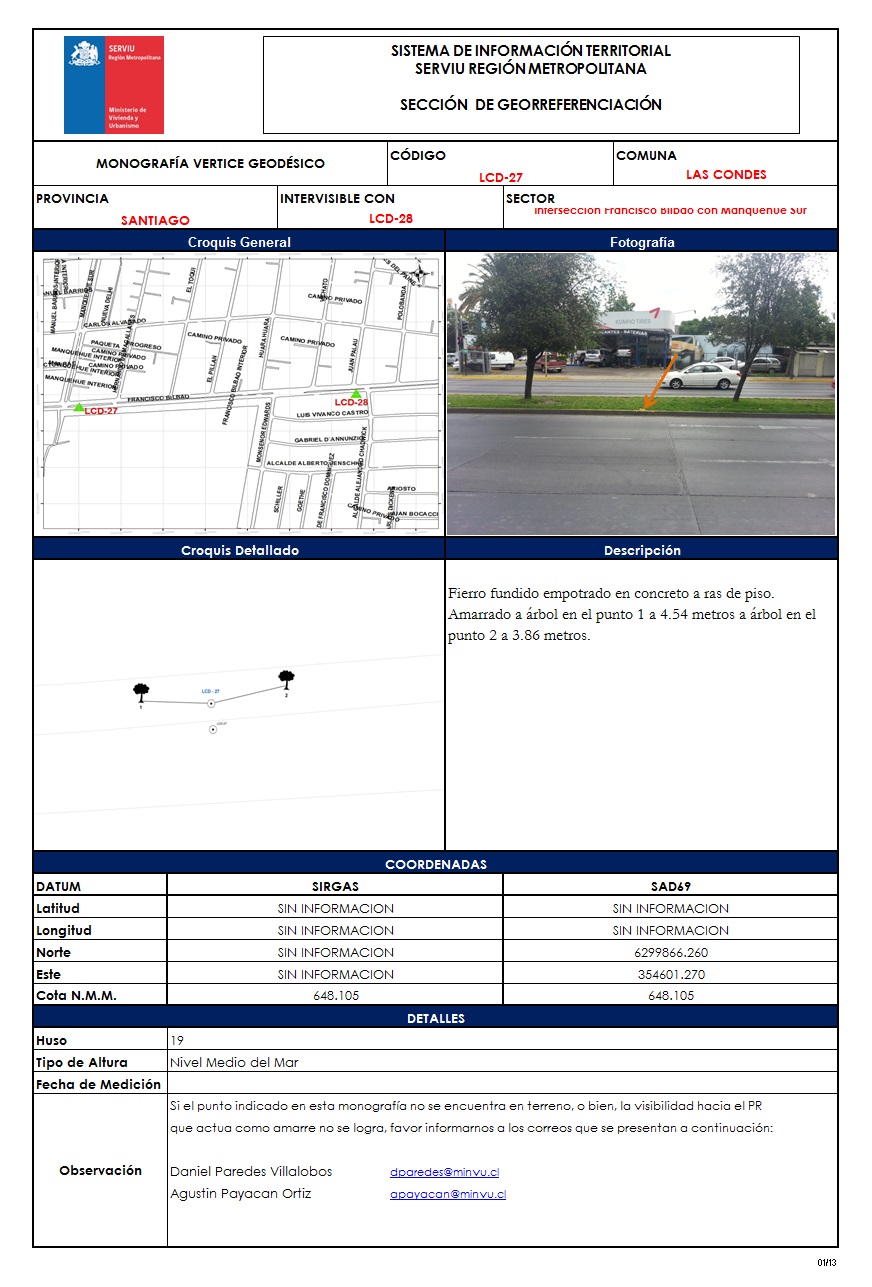 SERVIU
Región Metropolitana
Ministerio de
Vivienda y
Urbanismo
SISTEMA DE INFORMACIÓN TERRITORIAL
SERVIU REGIÓN METROPOLITANA
SECCIÓN DE GEORREFERENCIACIÓN
MONOGRAFÍA VERTICE GEODÉSICO
CÓDIGO
LCD-27
COMUNA
LAS CONDES
PROVINCIA
SANTIAGO
INTERVISIBLE CON
LCD-28
SECTOR
Intersección Francisco Bilbao con Manquehue Sur
Croquis General
Fotografía
EL TOQUI
CAMINO PRIVADO
POLOBANDA
CARLOS ALVARADO
PAQUETA
PROGRESO
CAMINO PRIVADO
CAMINO PRIVADO
CAMINO PRIVADO
MANQUEHUE INTERIOR
CAMINO PRIVADO
MANQUEHUE INTERIOR
EL PILLAN
HUARAHUARA
JUAN PALAU
FRANCISCO BILBAO INTERIOR
FRANCISCO BILBAO
LCD-27
LCD-28
LUIS VIVANCO CASTRO
MONSENOR EDWARDS
GABRIEL D'ANNUNZIO
ALCALDE ALBERTO JENSCHKE
ALCALDE ALEJANDRO CHADWICK
SCHILLER
GOETHE
ARIOSTO
JUAN BOCACCI
KUMHO TIRES
Croquis Detallado
Descripción
LCD - 27
1
2
Fierro fundido empotrado en concreto a ras de piso.
Amarrado a árbol en el punto 1 a 4.54 metros a árbol en el
punto 2 a 3.86 metros.
COORDENADAS
DATUM SIRGAS SAD69
Latitud SIN INFORMACION SIN INFORMACION
Longitud SIN INFORMACION SIN INFORMACION
Norte SIN INFORMACION 6299866.260
Este SIN INFORMACION 354601.270
Cota N.M.M. 648.105 648.105
DETALLES
Huso 19
Tipo de Altura Nivel Medio del Mar
Fecha de Medición
Observación
Si el punto indicado en esta monografía no se encuentra en terreno, o bien, la visibilidad hacia el PR
que actua como amarre no se logra, favor informarnos a los correos que se presentan a continuación:
Daniel Paredes Villalobos dparedes@minvu.cl
Agustin Payacan Ortiz apayacan@minvu.cl
01/13